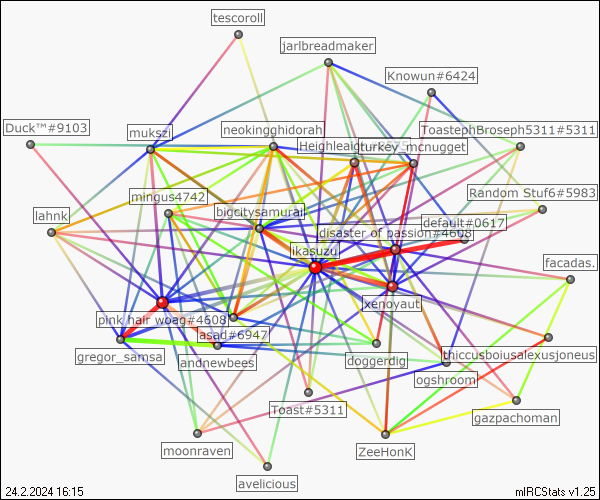 tescoroll
jarlbreadmaker
Knowun#6424
Duck™#9103
mukszi
neokingghidorah
ToastephBroseph5311#5311
turkey_mcnugget
mingus4742
Random Stuf6#5983
lahnk
bigcitysamurai
default#0617
disaster of passion#4608
ikasuzu
facadas.
xenoyaut
pink hair woag#4608
asad#6947
gregor_samsa
andnewbees
doggerdig
thiccusboiusalexusjoneus
ogshroom
Toast#5311
gazpachoman
moonraven
ZeeHonK
avelicious
24.2.2024 16:15
mIRCStats v1.25